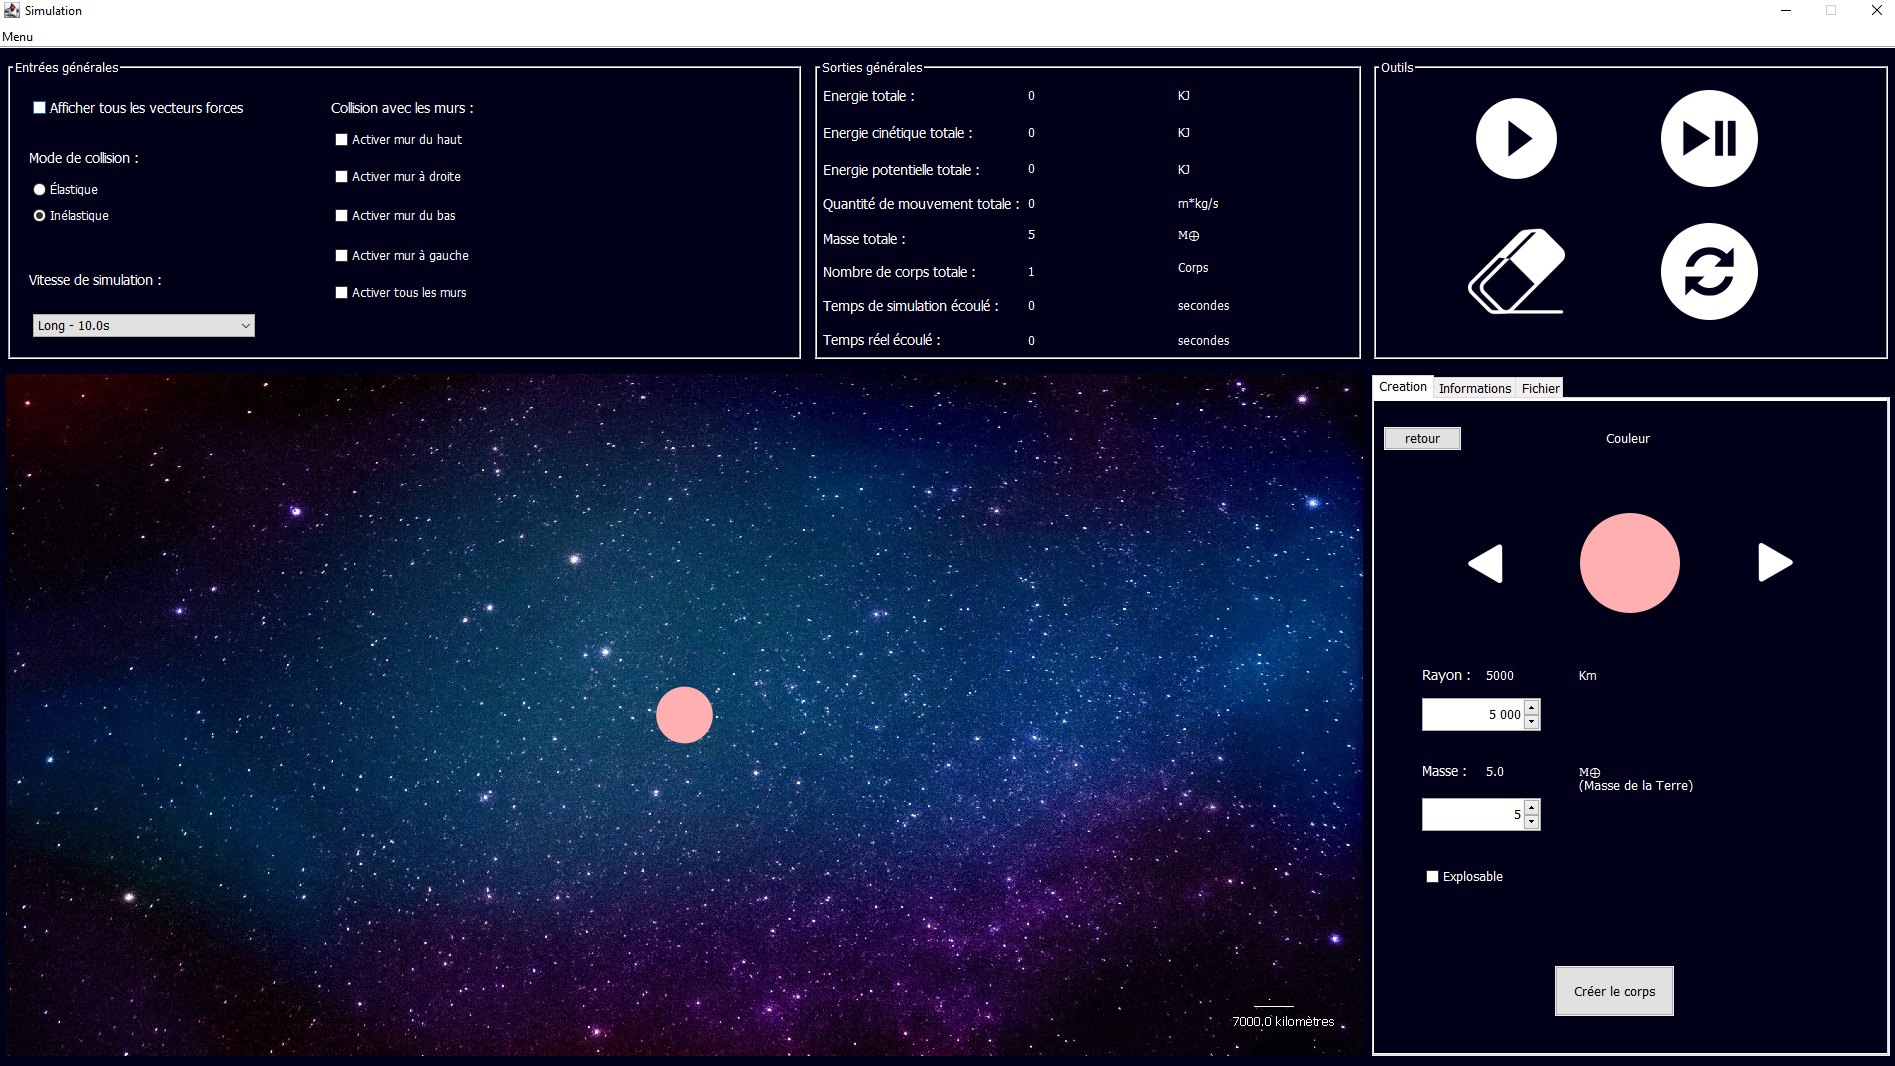 Simulation
Menu
Entrées générales
Afficher tous les vecteurs forces
Mode de collision :
Élastique
Inélastique
Vitesse de simulation :
Long - 10.0s
Collision avec les murs :
Activer mur du haut
Activer mur à droite
Activer mur du bas
Activer mur à gauche
Activer tous les murs
Sorties générales
Energie totale : 0 KJ
Energie cinétique totale : 0 KJ
Energie potentielle totale : 0 KJ
Quantité de mouvement totale : 0 m*kg/s
Masse totale : 5 M⊕
Nombre de corps totale : 1 Corps
Temps de simulation écoulé : 0 secondes
Temps réel écoulé : 0 secondes
Outils
7000.0 kilomètres
Creation Informations Fichier
retour Couleur
Rayon : 5000 Km
5 000
Masse : 5.0 M⊕
(Masse de la Terre)
5
Explosable
Créer le corps